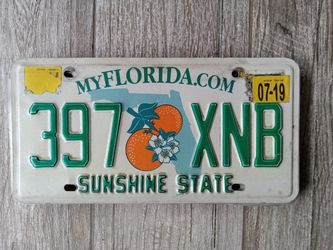 MYFLORIDA.COM
07-19
397 XNB
SUNSHINE STATE